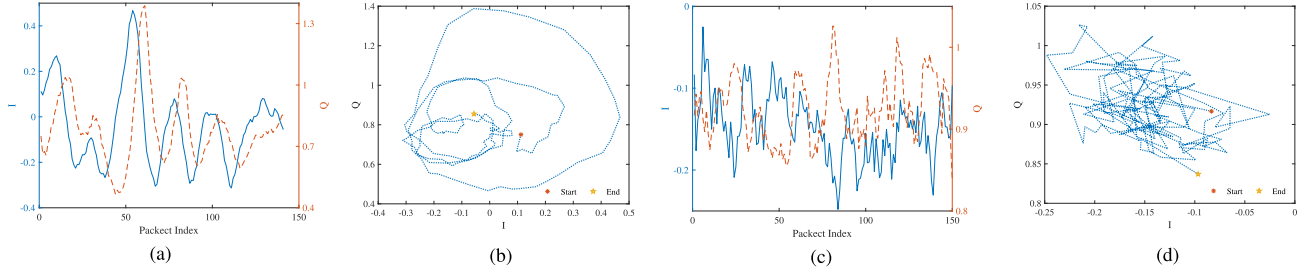 0.4
0.2
0
-0.2
-0.4
I
1.3
1
0.7
0.4
Q
0
50
100
150
Packect Index
(a)
1.4
1.2
1
0.8
0.6
0.4
Q
-0.4
-0.3
-0.2
-0.1
0
0.1
0.2
0.3
0.4
0.5
I
Start
End
(b)
0
-0.1
-0.2
I
1
0.9
0.8
Q
0
50
100
150
Packect Index
(c)
1.05
1
0.95
0.9
0.85
0.8
Q
-0.25
-0.2
-0.15
-0.1
-0.05
0
I
Start
End
(d)